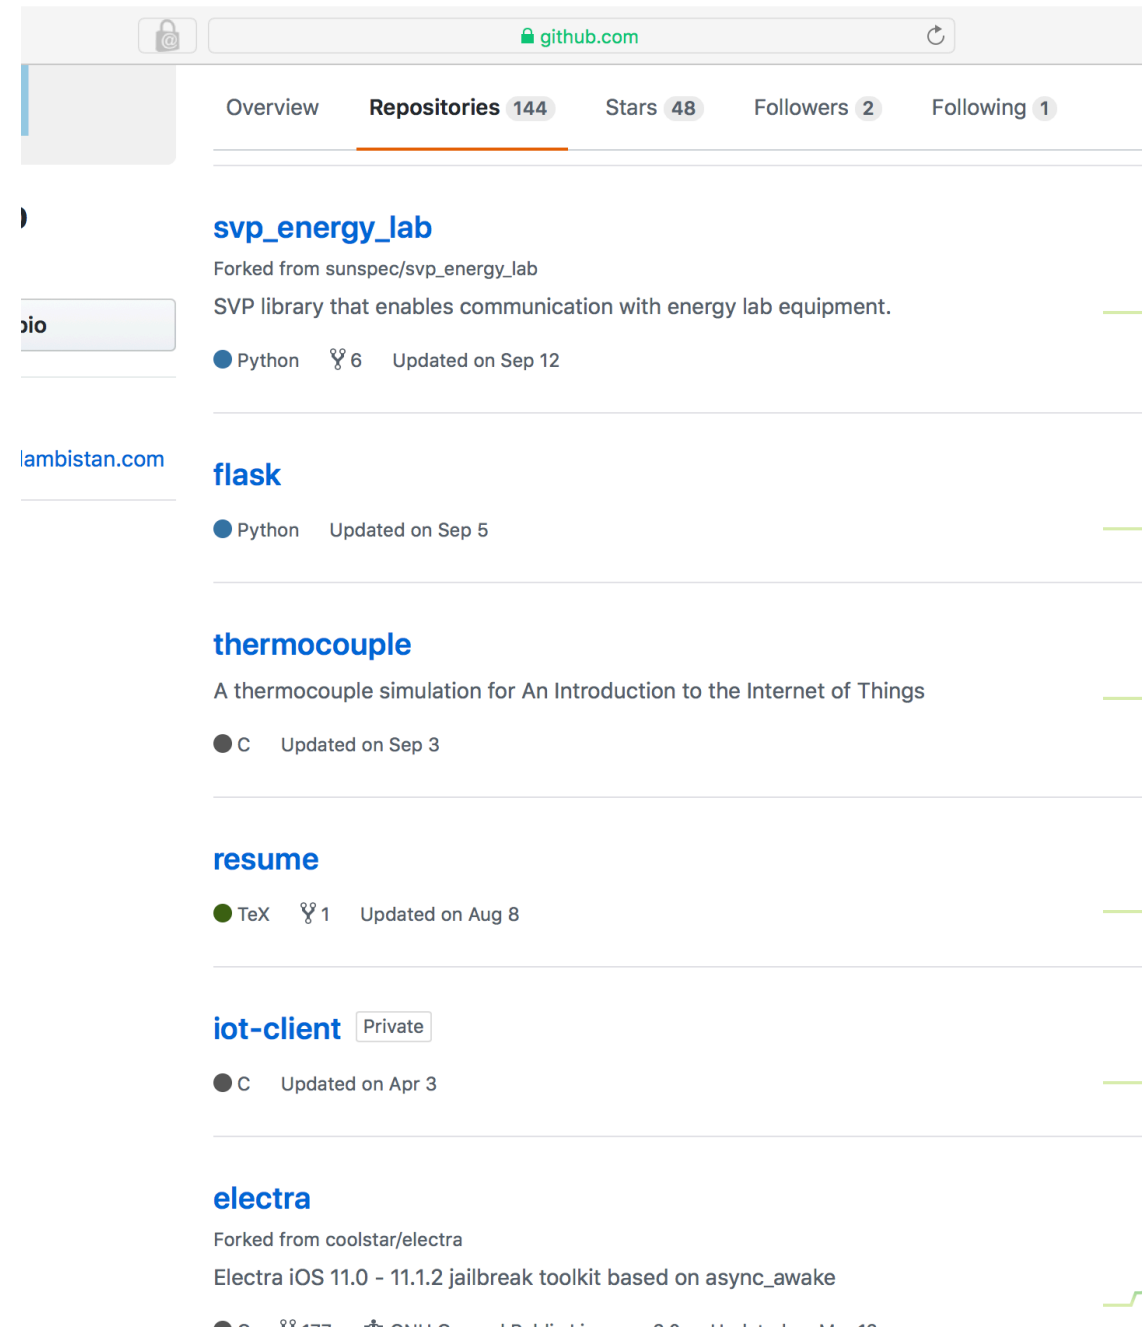 github.com
Overview Repositories 144 Stars 48 Followers 2 Following 1
svp_energy_lab
Forked from sunspec/svp_energy_lab
SVP library that enables communication with energy lab equipment.
Python 6 Updated on Sep 12
bio
lambistan.com
flask
Python Updated on Sep 5
thermocouple
A thermocouple simulation for An Introduction to the Internet of Things
C Updated on Sep 3
resume
TeX 1 Updated on Aug 8
iot-client Private
C Updated on Apr 3
electra
Forked from coolstar/electra
Electra iOS 11.0 - 11.1.2 jailbreak toolkit based on async_awake